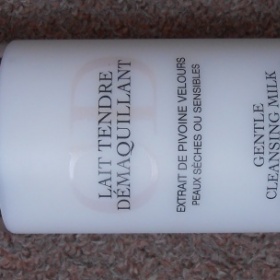 LAIT TENDRE
DÉMAQUILLANT
EXTRAIT DE PIVOINE VELOURS
PEAUX SÈCHES OU SENSIBLES
GENTLE
CLEANSING MILK